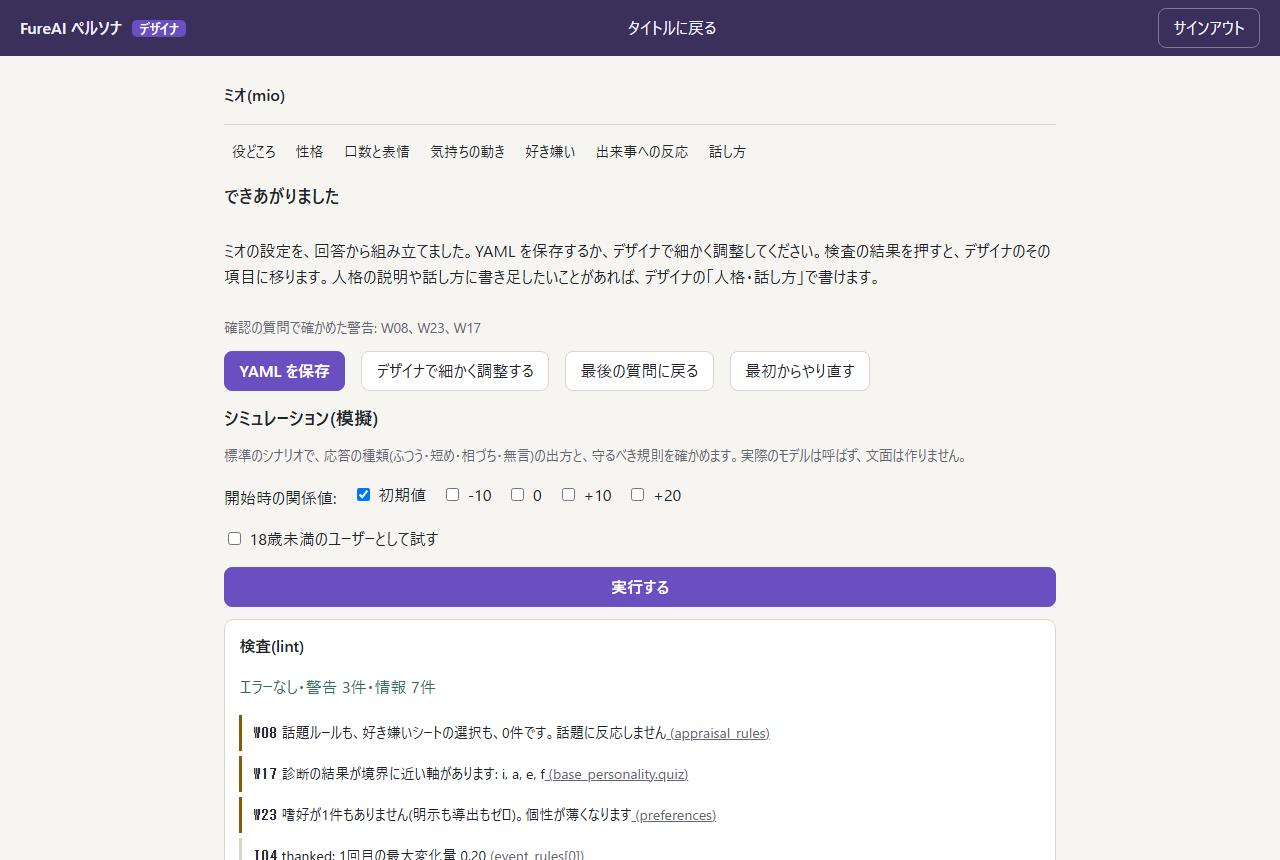 FureAI ペルソナ デザイナ
タイトルに戻る
サインアウト
ミオ(mio)
役どころ 性格 口数と表情 気持ちの動き 好き嫌い 出来事への反応 話し方
できあがりました
ミオの設定を、回答から組み立てました。YAML を保存するか、デザイナで細かく調整してください。検査の結果を押すと、デザイナのその
項目に移ります。人格の説明や話し方に書き足したいことがあれば、デザイナの「人格・話し方」で書けます。
確認の質問で確かめた警告: W08、W23、W17
YAML を保存 デザイナで細かく調整する 最後の質問に戻る 最初からやり直す
シミュレーション(模擬)
標準のシナリオで、応答の種類(ふつう・短め・相づち・無言)の出方と、守るべき規則を確かめます。実際のモデルは呼ばず、文面は作りません。
開始時の関係値: 初期値 -10 0 +10 +20
18歳未満のユーザーとして試す
実行する
検査(lint)
エラーなし・警告 3件・情報 7件
W08 話題ルールも、好き嫌いシートの選択も、0件です。話題に反応しません (appraisal_rules)
W17 診断の結果が境界に近い軸があります: i, a, e, f (base_personality.quiz)
W23 嗜好が1件もありません(明示も導出もゼロ)。個性が薄くなります (preferences)
I04 thanked: 1回目の最大変化量 0.20 (event_rules[0])